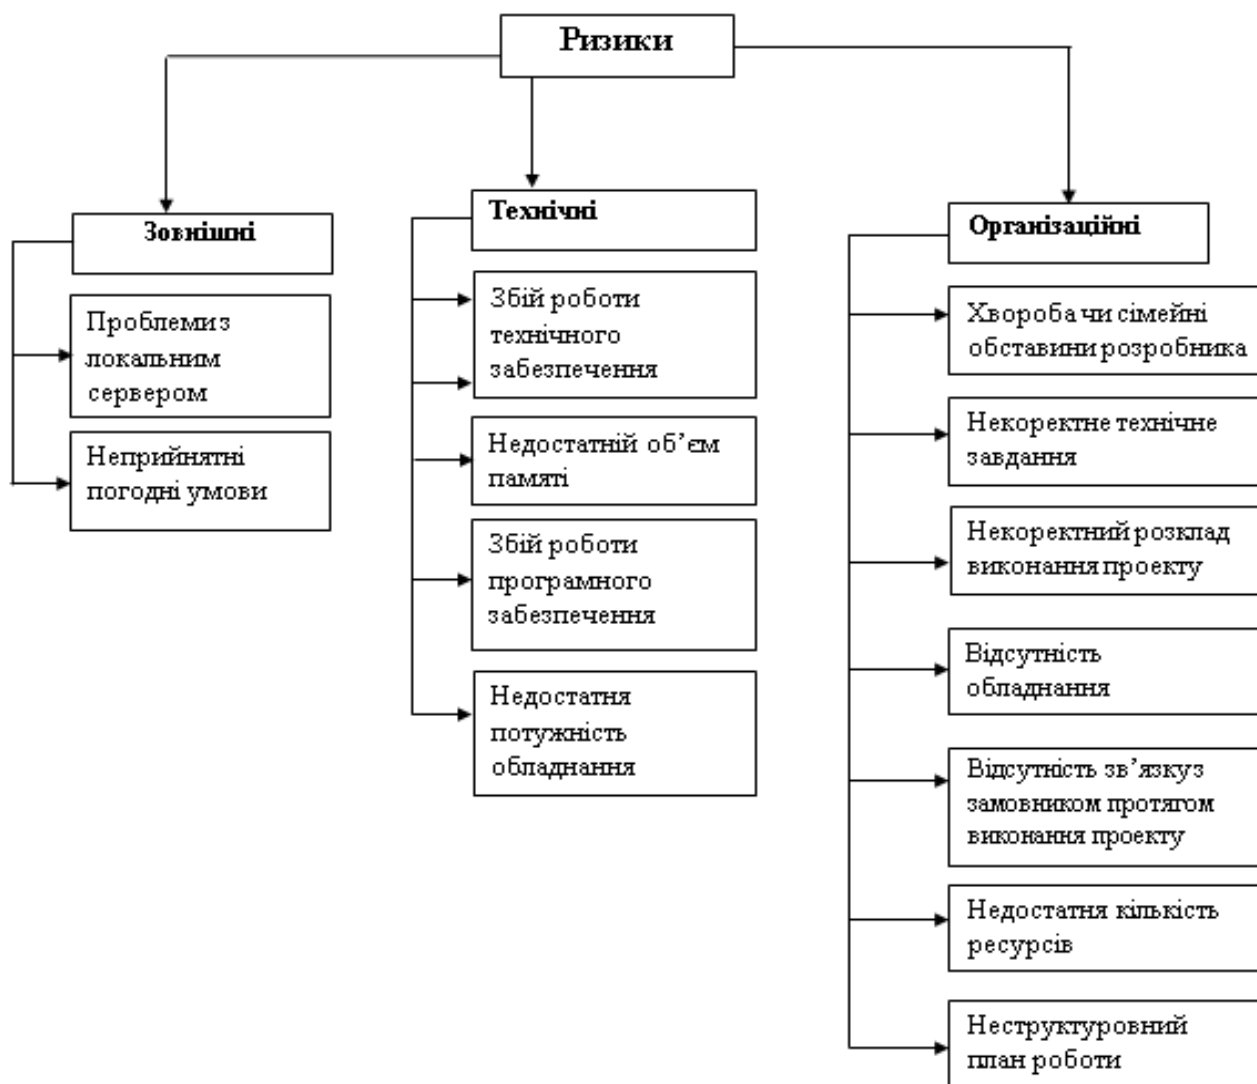 Ризики
Зовнішні
Проблеми з
локальним
сервером
Неприйнятні
погодні умови
Технічні
Збій роботи
технічного
забезпечення
Недостатній об’єм
памяті
Збій роботи
програмного
забезпечення
Недостатня
потужність
обладнання
Організаційні
Хвороба чи сімейні
обставини розробника
Некоректне технічне
завдання
Некоректний розклад
виконання проекту
Відсутність
обладнання
Відсутність зв’язку з
замовником протягом
виконання проекту
Недостатня кількість
ресурсів
Неструктуровний
план роботи